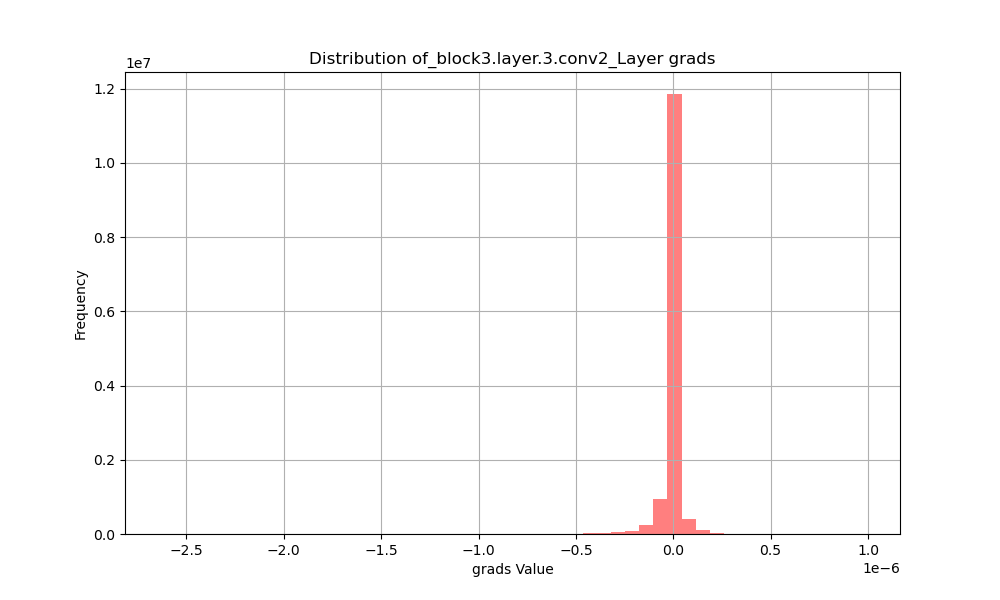 Distribution of_block3.layer.3.conv2_Layer grads
1e7
1.2
1.0
0.8
0.6
0.4
0.2
0.0
Frequency
−2.5 −2.0 −1.5 −1.0 −0.5 0.0 0.5 1.0
grads Value
1e−6